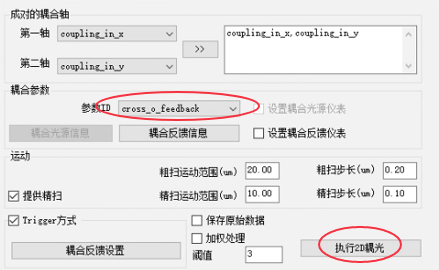 成对的耦合轴
第一轴 coupling_in_x >> coupling_in_x, coupling_in_y
第二轴 coupling_in_y
耦合参数
参数ID cross_o_feedback 设置耦合光源仪表
耦合光源信息 耦合反馈信息 设置耦合反馈仪表
运动
粗扫运动范围(um) 20.00 粗扫步长(um) 0.20
提供精扫 精扫运动范围(um) 10.00 精扫步长(um) 0.10
Trigger方式 保存原始数据
加权处理
耦合反馈设置 阈值 3 执行2D耦光